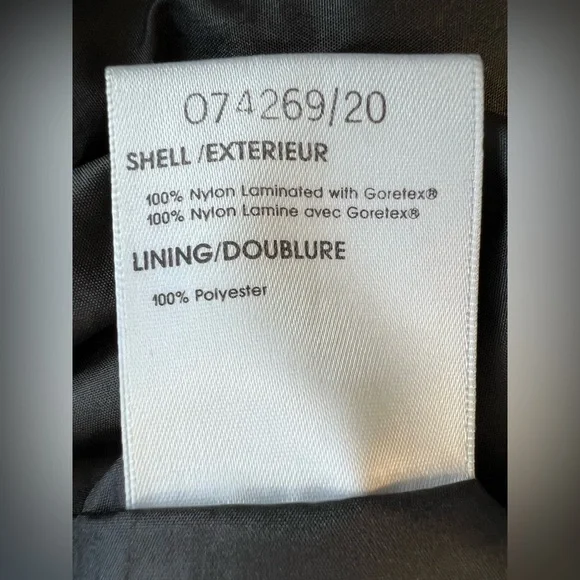 074269/20
SHELL /EXTERIEUR
100% Nylon Laminated with Goretex®
100% Nylon Lamine avec Goretex®
LINING/DOUBLURE
100% Polyester